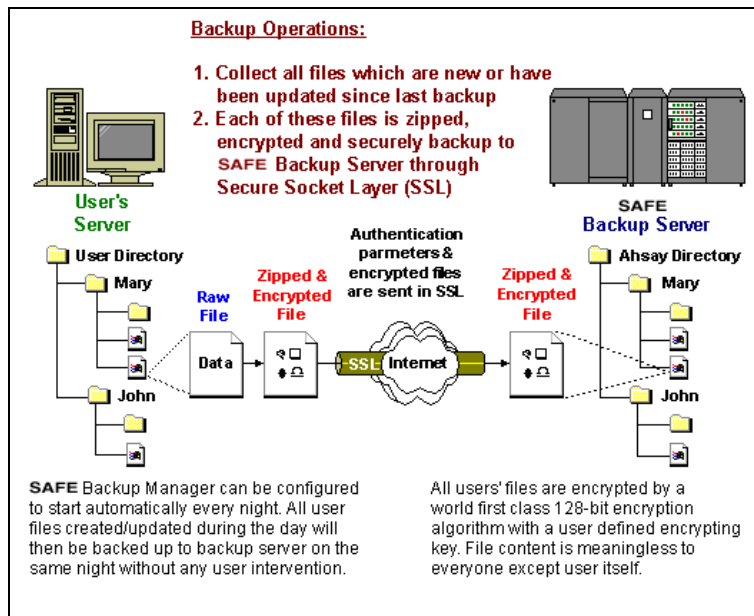 Backup Operations:
1. Collect all files which are new or have
been updated since last backup
2. Each of these files is zipped,
encrypted and securely backup to
SAFE Backup Server through
Secure Socket Layer (SSL)
User's
Server
SAFE
Backup Server
User Directory
Mary
John
Raw
File
Data
Zipped &
Encrypted
File
Authentication
parmeters &
encrypted files
are sent in SSL
SSL
Internet
Zipped &
Encrypted
File
Ahsay Directory
Mary
John
SAFE Backup Manager can be configured
to start automatically every night. All user
files created/updated during the day will
then be backed up to backup server on the
same night without any user intervention.
All users' files are encrypted by a
world first class 128-bit encryption
algorithm with a user defined encrypting
key. File content is meaningless to
everyone except user itself.